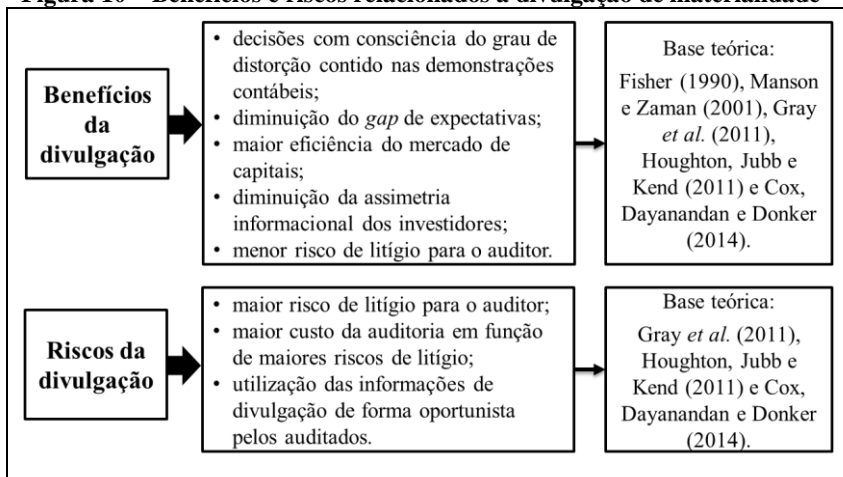 Figura 10 – Benefícios e riscos relacionados à divulgação de materialidade
Benefícios
da
divulgação
• decisões com consciência do grau de
distorção contido nas demonstrações
contábeis;
• diminuição do gap de expectativas;
• maior eficiência do mercado de
capitais;
• diminuição da assimetria
informacional dos investidores;
• menor risco de litígio para o auditor.
Base teórica:
Fisher (1990), Manson
e Zaman (2001), Gray
et al. (2011),
Houghton, Jubb e
Kend (2011) e Cox,
Dayanandan e Donker
(2014).
Riscos da
divulgação
• maior risco de litígio para o auditor;
• maior custo da auditoria em função
de maiores riscos de litígio;
• utilização das informações de
divulgação de forma oportunista
pelos auditados.
Base teórica:
Gray et al. (2011),
Houghton, Jubb e
Kend (2011) e Cox,
Dayanandan e Donker
(2014).